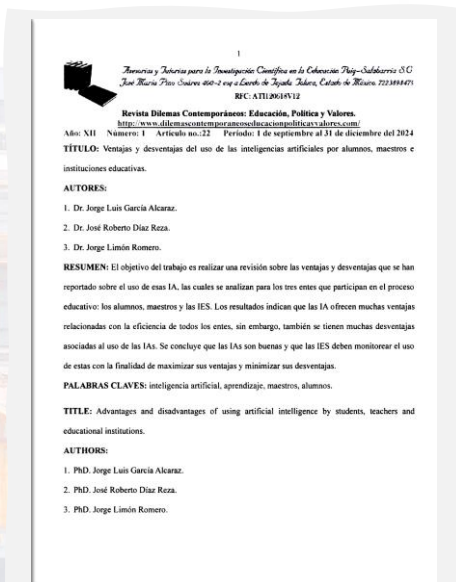 1
Asesorías y Tutorías para la Investigación Científica en la Educación Puig-Salabarría S.C.
José María Pino Suárez 400-2 esq a Lerdo de Tejada Toluca, Estado de México. 7223898475
RFC: ATI120618V12
Revista Dilemas Contemporáneos: Educación, Política y Valores.
http://www.dilemascontemporaneoseducacionpoliticayvalores.com/
Año: XII Número: 1 Artículo no.:22 Período: 1 de septiembre al 31 de diciembre del 2024
TÍTULO: Ventajas y desventajas del uso de las inteligencias artificiales por alumnos, maestros e
instituciones educativas.
AUTORES:
1. Dr. Jorge Luis García Alcaraz.
2. Dr. José Roberto Díaz Reza.
3. Dr. Jorge Limón Romero.
RESUMEN: El objetivo del trabajo es realizar una revisión sobre las ventajas y desventajas que se han
reportado sobre el uso de esas IA, las cuales se analizan para los tres entes que participan en el proceso
educativo: los alumnos, maestros y las IES. Los resultados indican que las IA ofrecen muchas ventajas
relacionadas con la eficiencia de todos los entes, sin embargo, también se tienen muchas desventajas
asociadas al uso de las IAs. Se concluye que las IAs son buenas y que las IES deben monitorear el uso
de estas con la finalidad de maximizar sus ventajas y minimizar sus desventajas.
PALABRAS CLAVES: inteligencia artificial, aprendizaje, maestros, alumnos.
TITLE: Advantages and disadvantages of using artificial intelligence by students, teachers and
educational institutions.
AUTHORS:
1. PhD. Jorge Luis García Alcaraz.
2. PhD. José Roberto Díaz Reza.
3. PhD. Jorge Limón Romero.